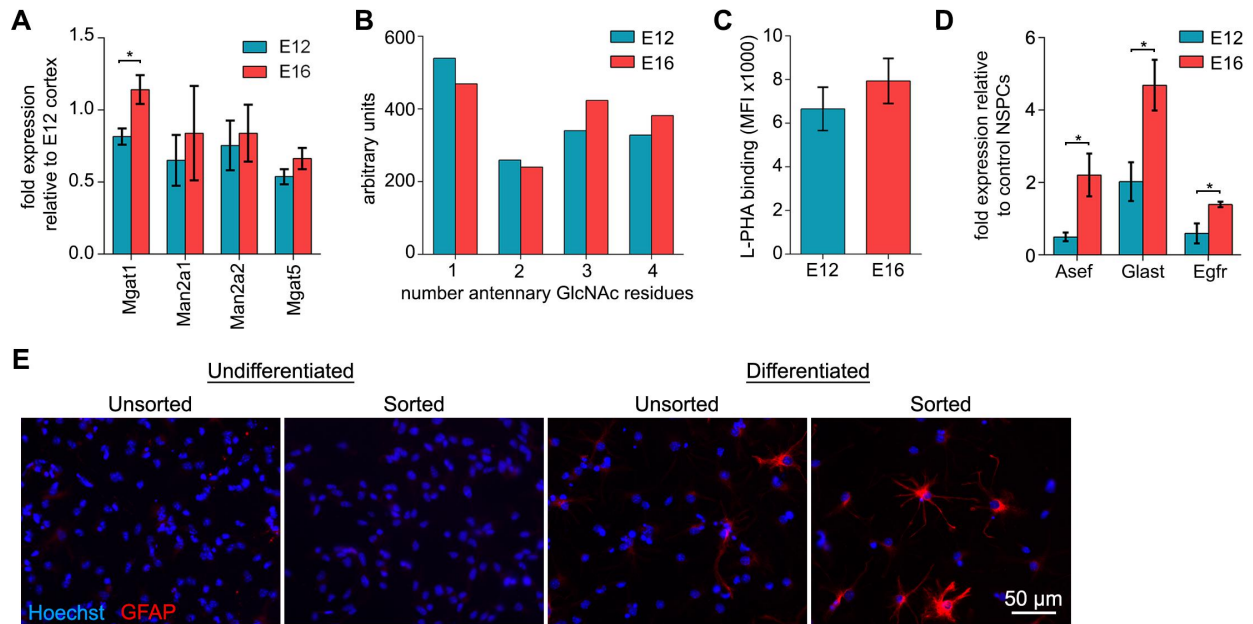 A
fold expression
relative to E12 cortex
1.5
1.0
0.5
0.0
*
E12
E16
Mgat1
Man2a1
Man2a2
Mgat5
B
arbitrary units
600
400
200
0
E12
E16
1 2 3 4
number antennary GlcNAc residues
C
L-PHA binding (MFI x1000)
10
8
6
4
2
0
E12 E16
D
fold expression relative
to control NSPCs
6
4
2
0
*
*
*
E12
E16
Asef Glast Egfr
E
Undifferentiated
Differentiated
Unsorted
Sorted
Unsorted
Sorted
Hoechst GFAP
50 µm